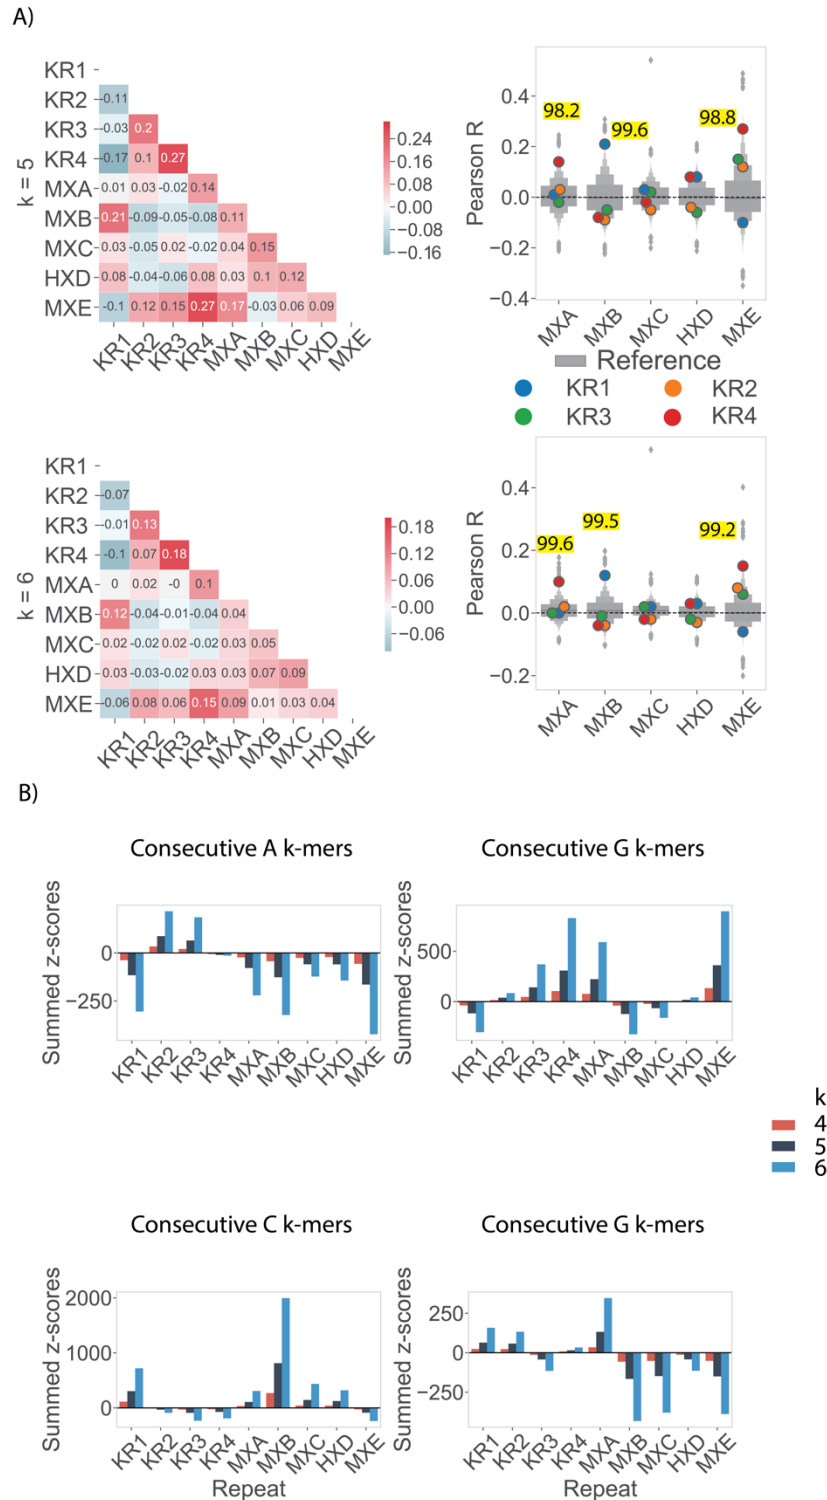 A)
k = 5
KR1
KR2 -0.11
KR3 -0.03 0.2
KR4 -0.17 0.1 0.27
MXA 0.01 0.03 -0.02 0.14
MXB 0.21 -0.09 -0.05 -0.08 0.11
MXC 0.03 -0.05 0.02 -0.02 0.04 0.15
HXD 0.08 -0.04 -0.06 0.08 0.03 0.1 0.12
MXE -0.1 0.12 0.15 0.27 0.17 -0.03 0.06 0.09
KR1 KR2 KR3 KR4 MXA MXB MXC HXD MXE
0.24
0.16
0.08
0.00
−0.08
−0.16
Pearson R
0.4
0.2
0.0
−0.2
−0.4
98.2
99.6
98.8
MXA MXB MXC HXD MXE
Reference
KR1 KR2
KR3 KR4
k = 6
KR1
KR2 -0.07
KR3 -0.01 0.13
KR4 -0.1 0.07 0.18
MXA 0 0.02 -0 0.1
MXB 0.12 -0.04 -0.01 -0.04 0.04
MXC 0.02 -0.02 0.02 -0.02 0.03 0.05
HXD 0.03 -0.03 -0.02 0.03 0.03 0.07 0.09
MXE -0.06 0.08 0.06 0.15 0.09 0.01 0.03 0.04
KR1 KR2 KR3 KR4 MXA MXB MXC HXD MXE
0.18
0.12
0.06
0.00
−0.06
Pearson R
0.4
0.2
0.0
−0.2
99.6
99.5
99.2
MXA MXB MXC HXD MXE
B)
Consecutive A k-mers
Summed z-scores
0
−250
KR1 KR2 KR3 KR4 MXA MXB MXC HXD MXE
Consecutive G k-mers
Summed z-scores
500
0
KR1 KR2 KR3 KR4 MXA MXB MXC HXD MXE
k
4
5
6
Consecutive C k-mers
Summed z-scores
2000
1000
0
KR1 KR2 KR3 KR4 MXA MXB MXC HXD MXE
Repeat
Consecutive G k-mers
Summed z-scores
250
0
−250
KR1 KR2 KR3 KR4 MXA MXB MXC HXD MXE
Repeat